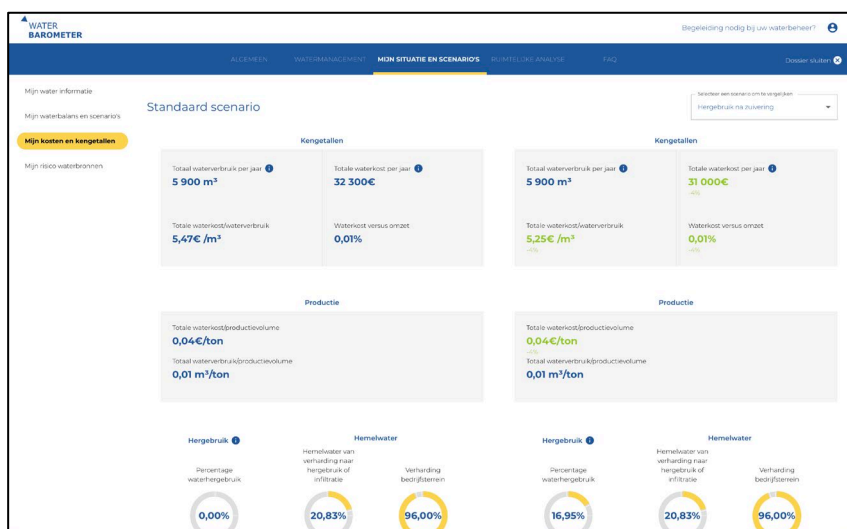 WATER
BAROMETER
Begeleiding nodig bij uw waterbeheer?
ALGEMEEN WATERMANAGEMENT MIJN SITUATIE EN SCENARIO'S RUIMTELIJKE ANALYSE FAQ Dossier sluiten
Mijn water informatie
Mijn waterbalans en scenario's
Mijn kosten en kengetallen
Mijn risico waterbronnen
Standaard scenario
Selecteer een scenario om te vergelijken
Hergebruik na zuivering
Kengetallen
Totaal waterverbruik per jaar
5 900 m³
Totale waterkost per jaar
32 300€
Totale waterkost/waterverbruik
5,47€ /m³
Waterkost versus omzet
0,01%
Productie
Totale waterkost/productievolume
0,04€/ton
Totaal waterverbruik/productievolume
0,01 m³/ton
Hergebruik
Percentage
waterhergebruik
0,00%
Hemelwater
Hemelwater van
verharding naar
hergebruik of
infiltratie
20,83%
Verharding
bedrijfsterrein
96,00%
Kengetallen
Totaal waterverbruik per jaar
5 900 m³
Totale waterkost per jaar
31 000€
-4%
Totale waterkost/waterverbruik
5,25€ /m³
-4%
Waterkost versus omzet
0,01%
-4%
Productie
Totale waterkost/productievolume
0,04€/ton
Totaal waterverbruik/productievolume
0,01 m³/ton
Hergebruik
Percentage
waterhergebruik
16,95%
Hemelwater
Hemelwater van
verharding naar
hergebruik of
infiltratie
20,83%
Verharding
bedrijfsterrein
96,00%